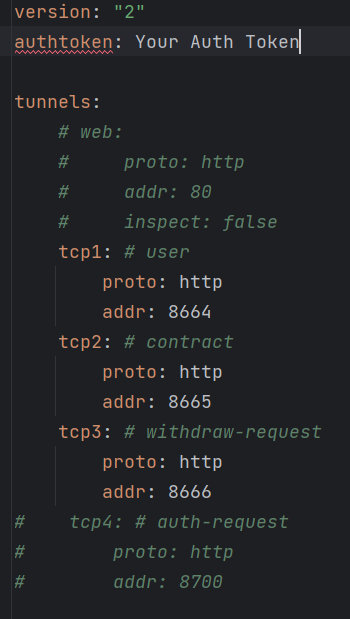 version: "2"
authtoken: Your Auth Token

tunnels:
    # web:
    #     proto: http
    #     addr: 80
    #     inspect: false
    tcp1: # user
        proto: http
        addr: 8664
    tcp2: # contract
        proto: http
        addr: 8665
    tcp3: # withdraw-request
        proto: http
        addr: 8666
#    tcp4: # auth-request
#        proto: http
#        addr: 8700